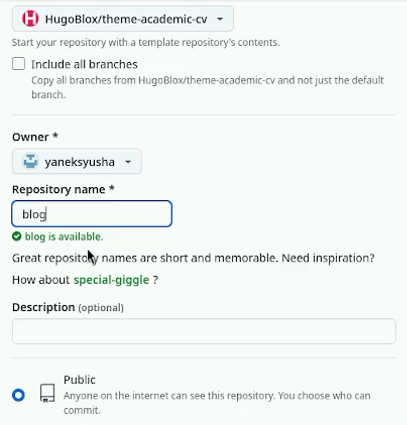 HugoBlox/theme-academic-cv
Start your repository with a template repository's contents.
Include all branches
Copy all branches from HugoBlox/theme-academic-cv and not just the default
branch.
Owner *
yaneksyusha
Repository name *
blog
blog is available.
Great repository names are short and memorable. Need inspiration?
How about special-giggle ?
Description (optional)
Public
Anyone on the internet can see this repository. You choose who can
commit.